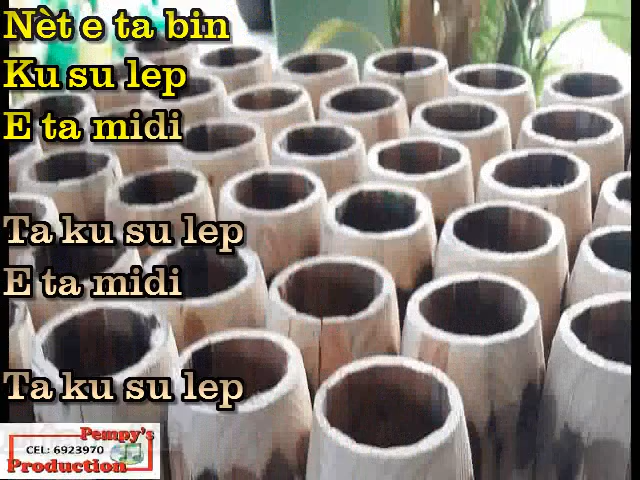 Nèt e ta bin
Ku su lep
E ta midi
Ta ku su lep
E ta midi
Ta ku su lep
Pempy's
CEL: 6923970
Production